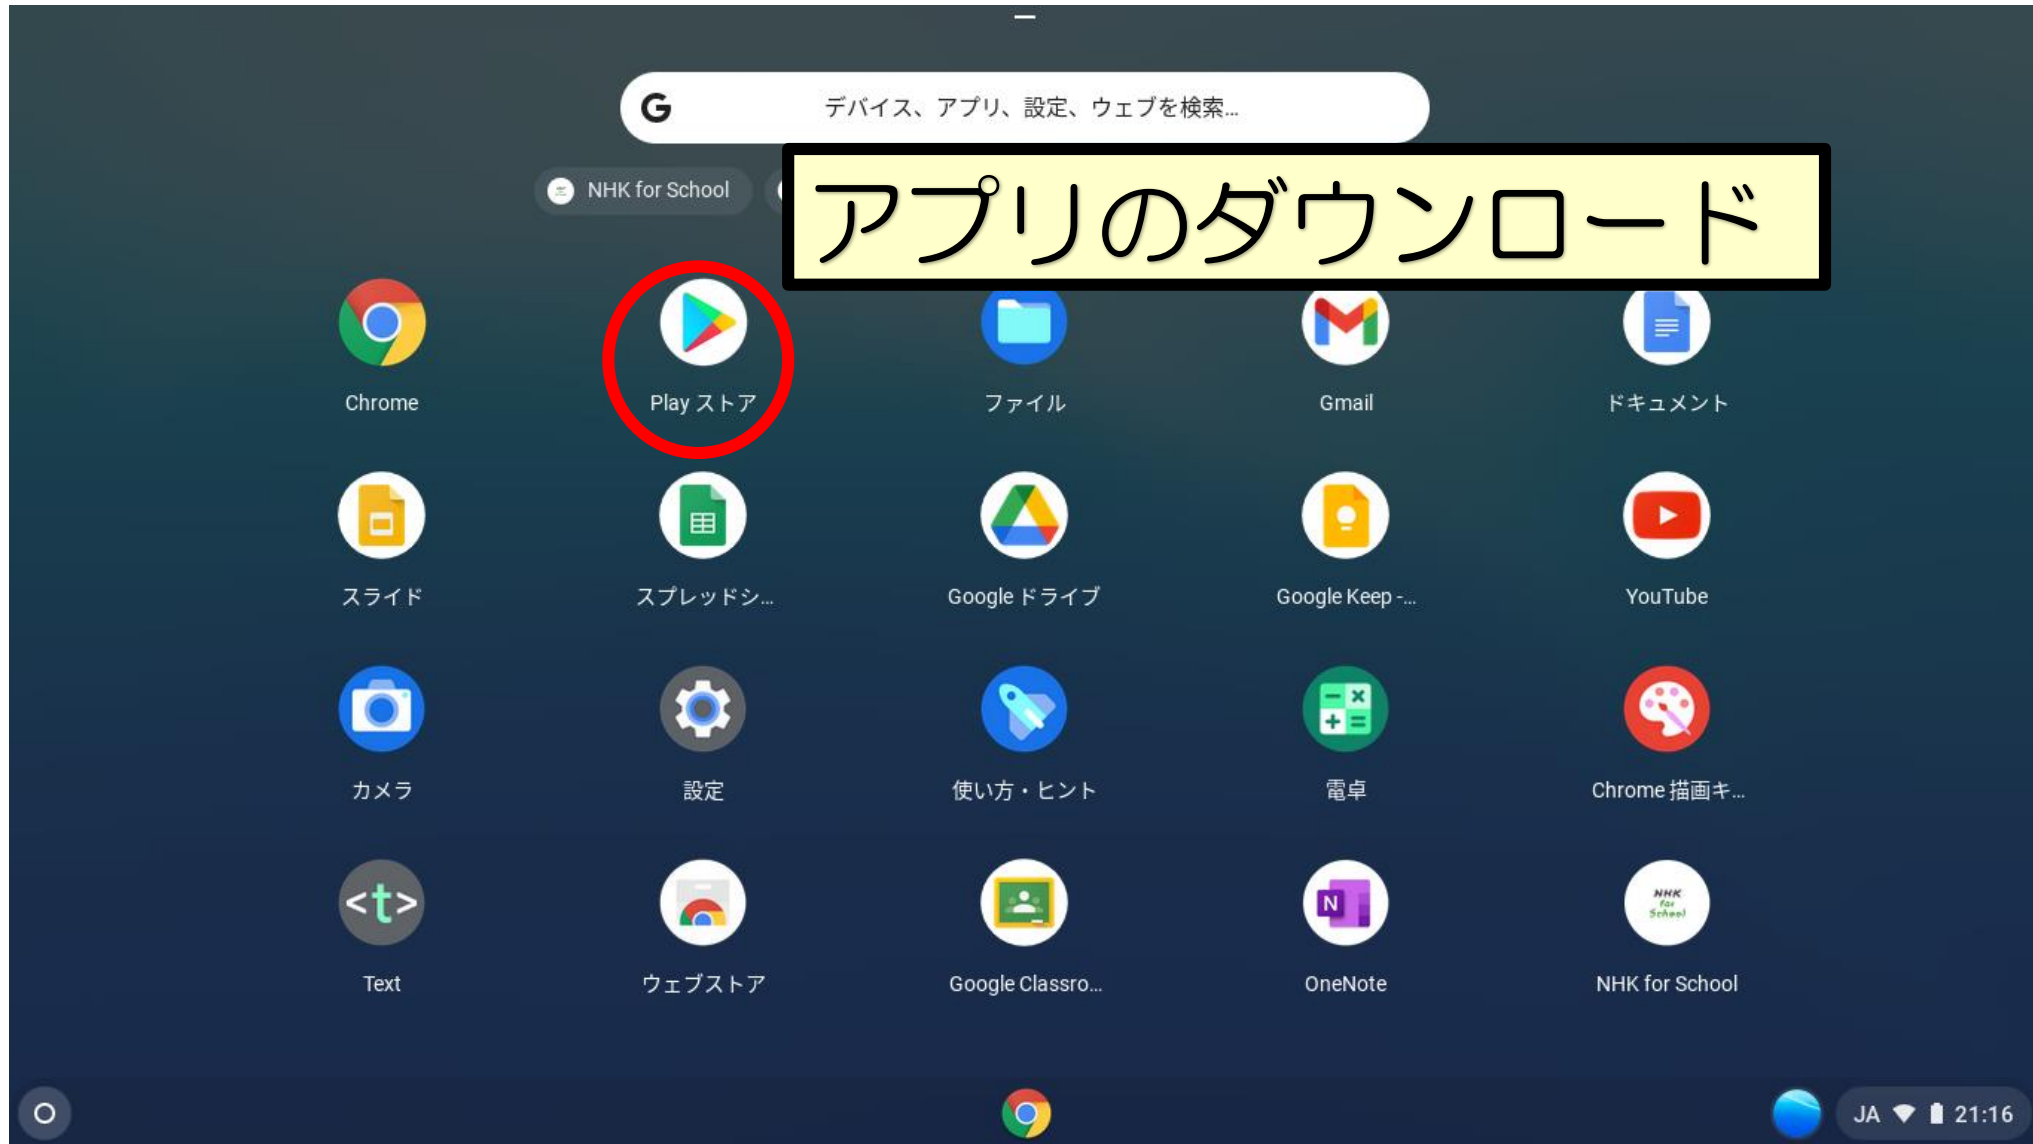 デバイス、アプリ、設定、ウェブを検索...
NHK for School
アプリのダウンロード
Chrome
Play ストア
ファイル
Gmail
ドキュメント
スライド
スプレッドシ...
Google ドライブ
Google Keep -...
YouTube
カメラ
設定
使い方・ヒント
電卓
Chrome 描画キ...
<t>
N
NHK
for
School
Text
ウェブストア
Google Classro...
OneNote
NHK for School
JA 21:16